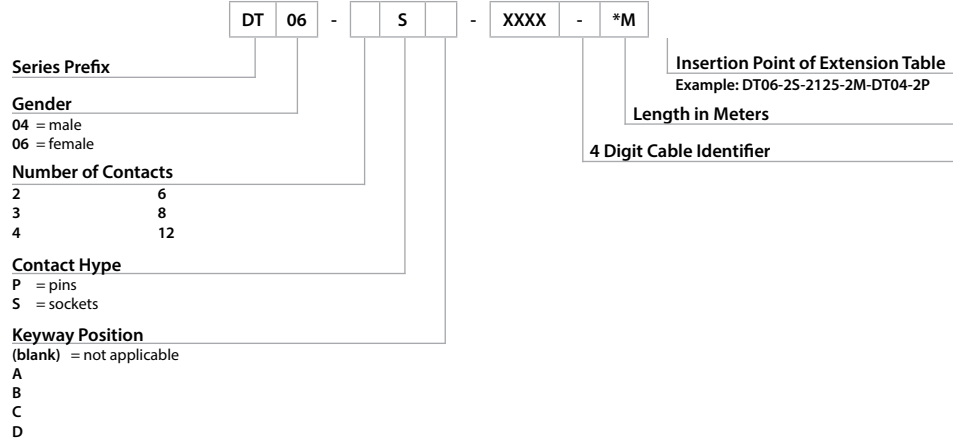 DT 06 - S - XXXX - *M
Series Prefix
Gender
04 = male
06 = female
Number of Contacts
2 6
3 8
4 12
Contact Hype
P = pins
S = sockets
Keyway Position
(blank) = not applicable
A
B
C
D
Insertion Point of Extension Table
Example: DT06-2S-2125-2M-DT04-2P
Length in Meters
4 Digit Cable Identifier